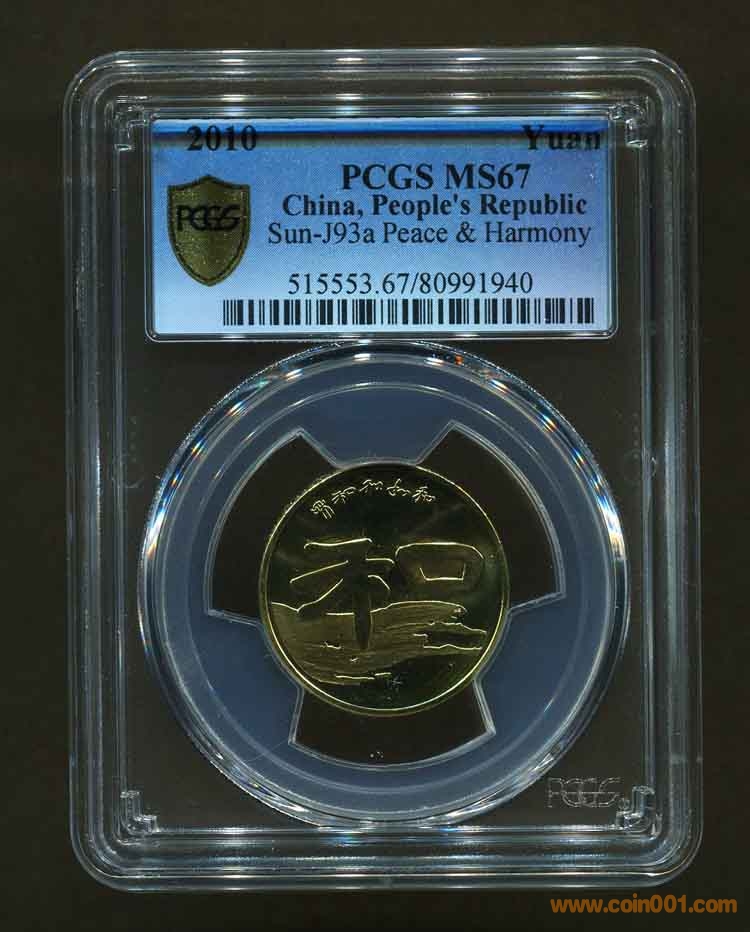 2010 Yuan
PCGS MS67
China, People's Republic
PCGS
Sun-J93a Peace & Harmony
515553.67/80991940
和
PCGS
www.coin001.com